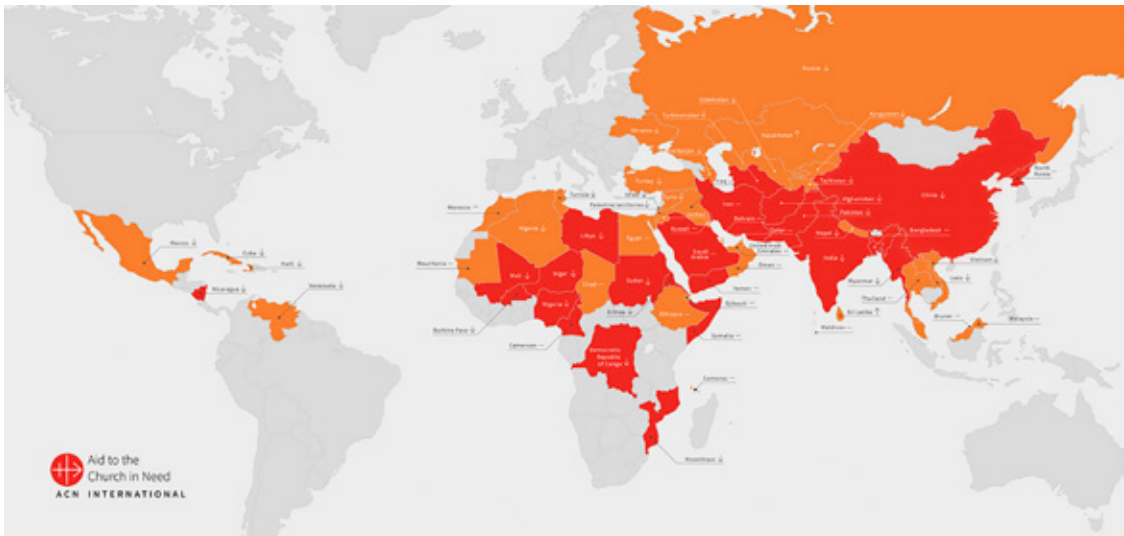 Russia ↓
Uzbekistan ↓
Turkmenistan
Kyrgyzstan ↓
Kazakhstan ↑
Ukraine ↓
Azerbaijan ↓
North
Korea
Turkey ↓
Tunisia ↓
Tajikistan ↓
China ↓
Syria
Palestine territories
Iran —
Afghanistan
Pakistan
Morocco —
Algeria ↓
Jordan
Bahrain —
Libya ↓
Egypt —
Kuwait —
Qatar
Nepal ↓
Bangladesh —
Saudi
Arabia
United Arab
Emirates
India ↓
Vietnam
Mexico ↓
Cuba ↓
Haiti ↓
Mauritania —
Mali ↓
Niger ↓
Oman —
Laos ↓
Nicaragua ↓
Venezuela ↓
Chad —
Sudan ↓
Yemen —
Myanmar ↓
Nigeria ↓
Eritrea
Djibouti
Thailand —
Burkina Faso ↓
Ethiopia —
Sri Lanka ↑
Brunei —
Malaysia —
Cameroon —
Somalia —
Maldives —
Democratic
Republic
of Congo ↓
Comoros —
Mozambique ↓
Aid to the
Church in Need
ACN INTERNATIONAL